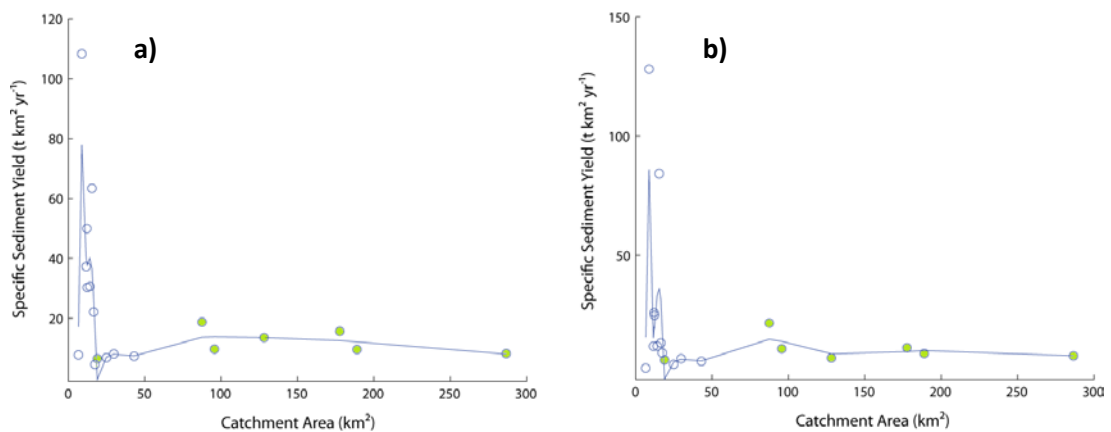 a)
120
100
80
60
40
20
Specific Sediment Yield (t km² yr⁻¹)
0 50 100 150 200 250 300
Catchment Area (km²)
b)
150
100
50
Specific Sediment Yield (t km² yr⁻¹)
0 50 100 150 200 250 300
Catchment Area (km²)